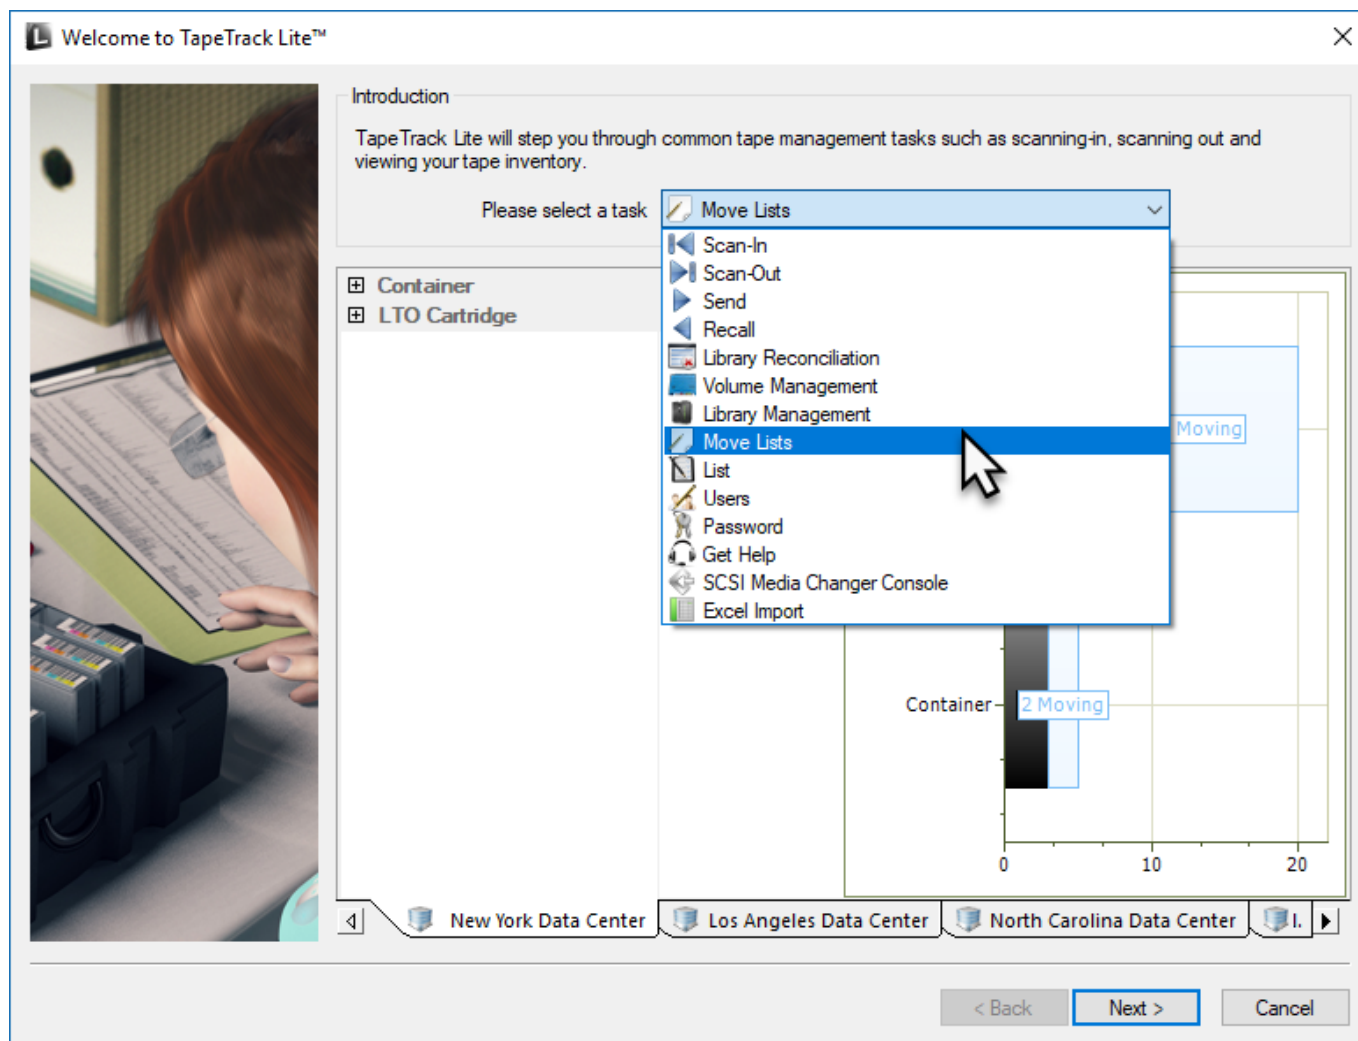 Welcome to TapeTrack Lite™
Introduction
TapeTrack Lite will step you through common tape management tasks such as scanning-in, scanning out and
viewing your tape inventory.
Please select a task
Move Lists
Scan-In
Scan-Out
Send
Recall
Library Reconciliation
Volume Management
Library Management
Move Lists
List
Users
Password
Get Help
SCSI Media Changer Console
Excel Import
Container
LTO Cartridge
Moving
Container
2 Moving
0 10 20
New York Data Center
Los Angeles Data Center
North Carolina Data Center
I.
< Back
Next >
Cancel